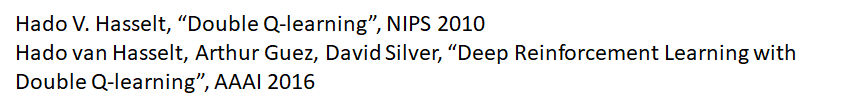 Hado V. Hasselt, “Double Q-learning”, NIPS 2010
Hado van Hasselt, Arthur Guez, David Silver, “Deep Reinforcement Learning with
Double Q-learning”, AAAI 2016